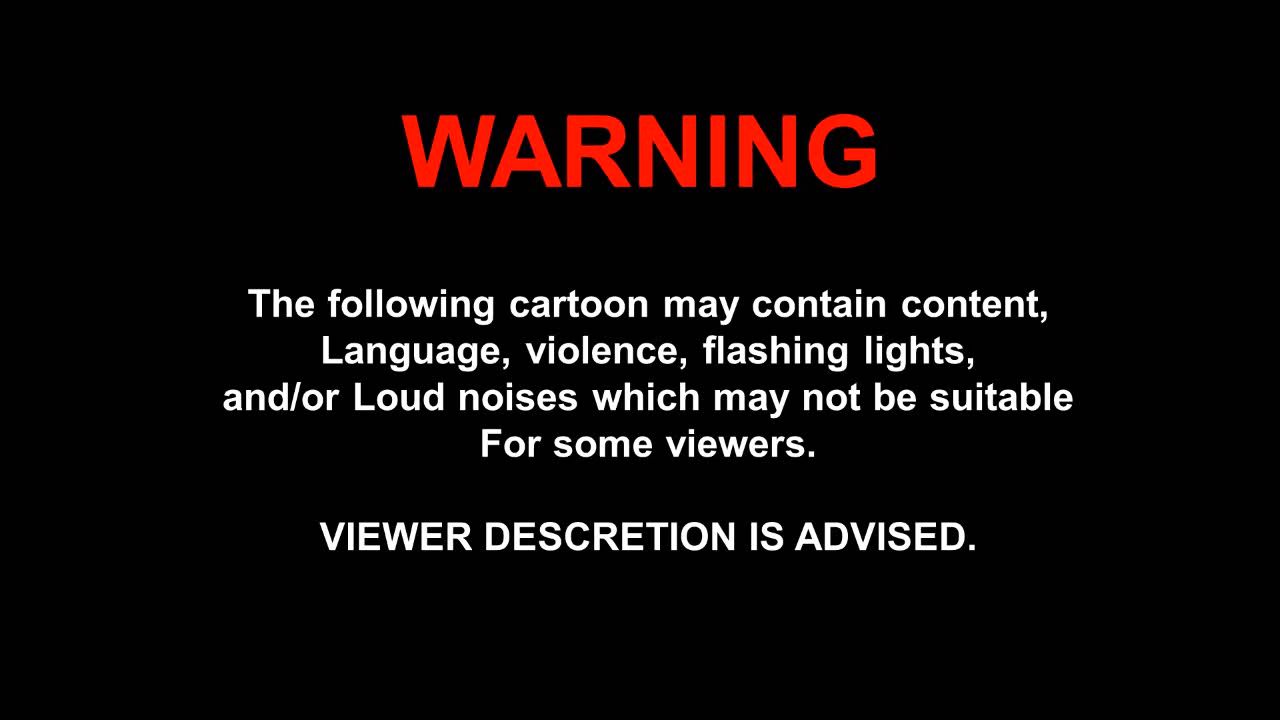 WARNING
The following cartoon may contain content,
Language, violence, flashing lights,
and/or Loud noises which may not be suitable
For some viewers.
VIEWER DESCRETION IS ADVISED.